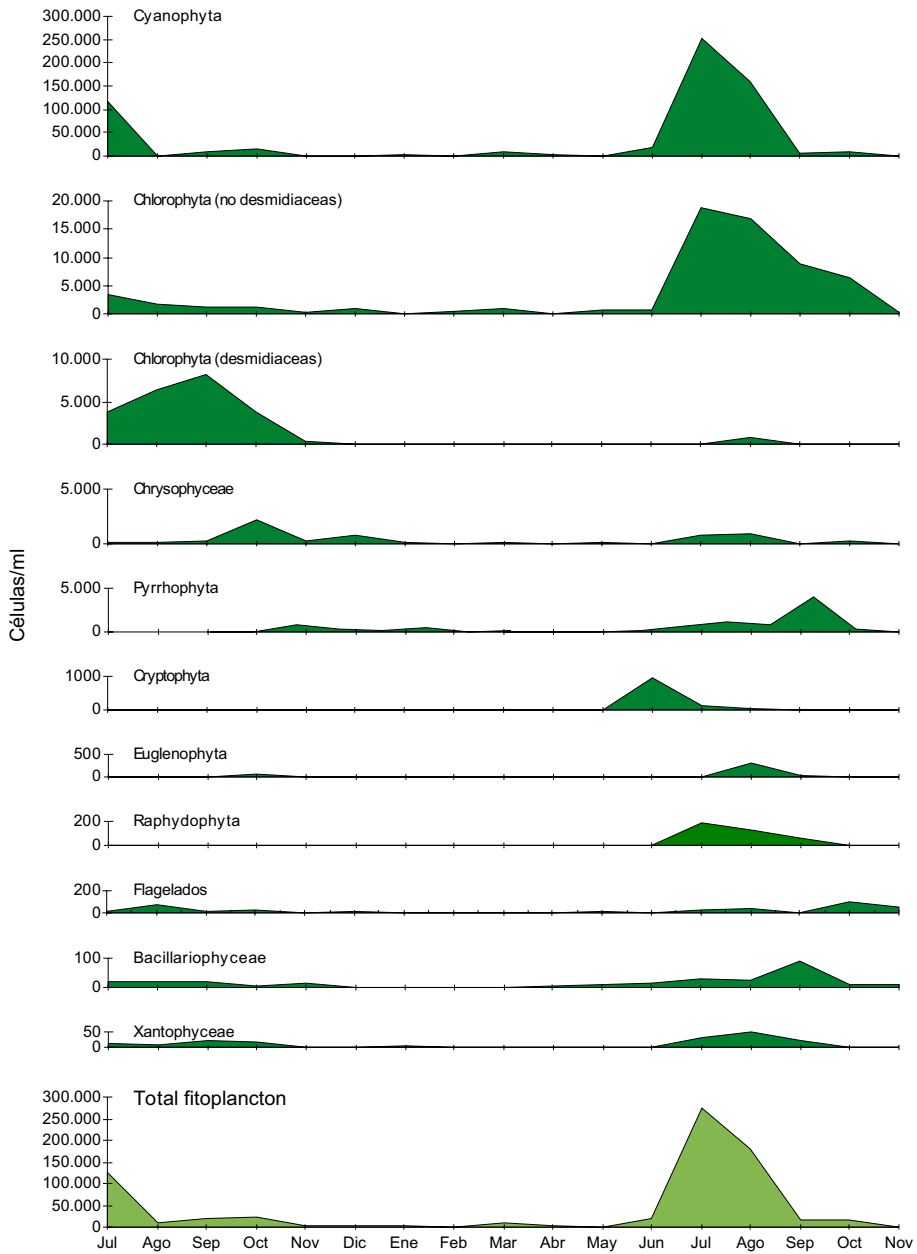 Células/ml
Cyanophyta
300.000
250.000
200.000
150.000
100.000
50.000
0
Chlorophyta (no desmidiaceas)
20.000
15.000
10.000
5.000
0
Chlorophyta (desmidiaceas)
10.000
5.000
0
Chrysophyceae
5.000
0
Pyrrhophyta
5.000
0
Cryptophyta
1000
0
Euglenophyta
500
0
Raphydophyta
200
0
Flagelados
200
0
Bacillariophyceae
100
0
Xantophyceae
50
0
Total fitoplancton
300.000
250.000
200.000
150.000
100.000
50.000
0
Jul Ago Sep Oct Nov Dic Ene Feb Mar Abr May Jun Jul Ago Sep Oct Nov